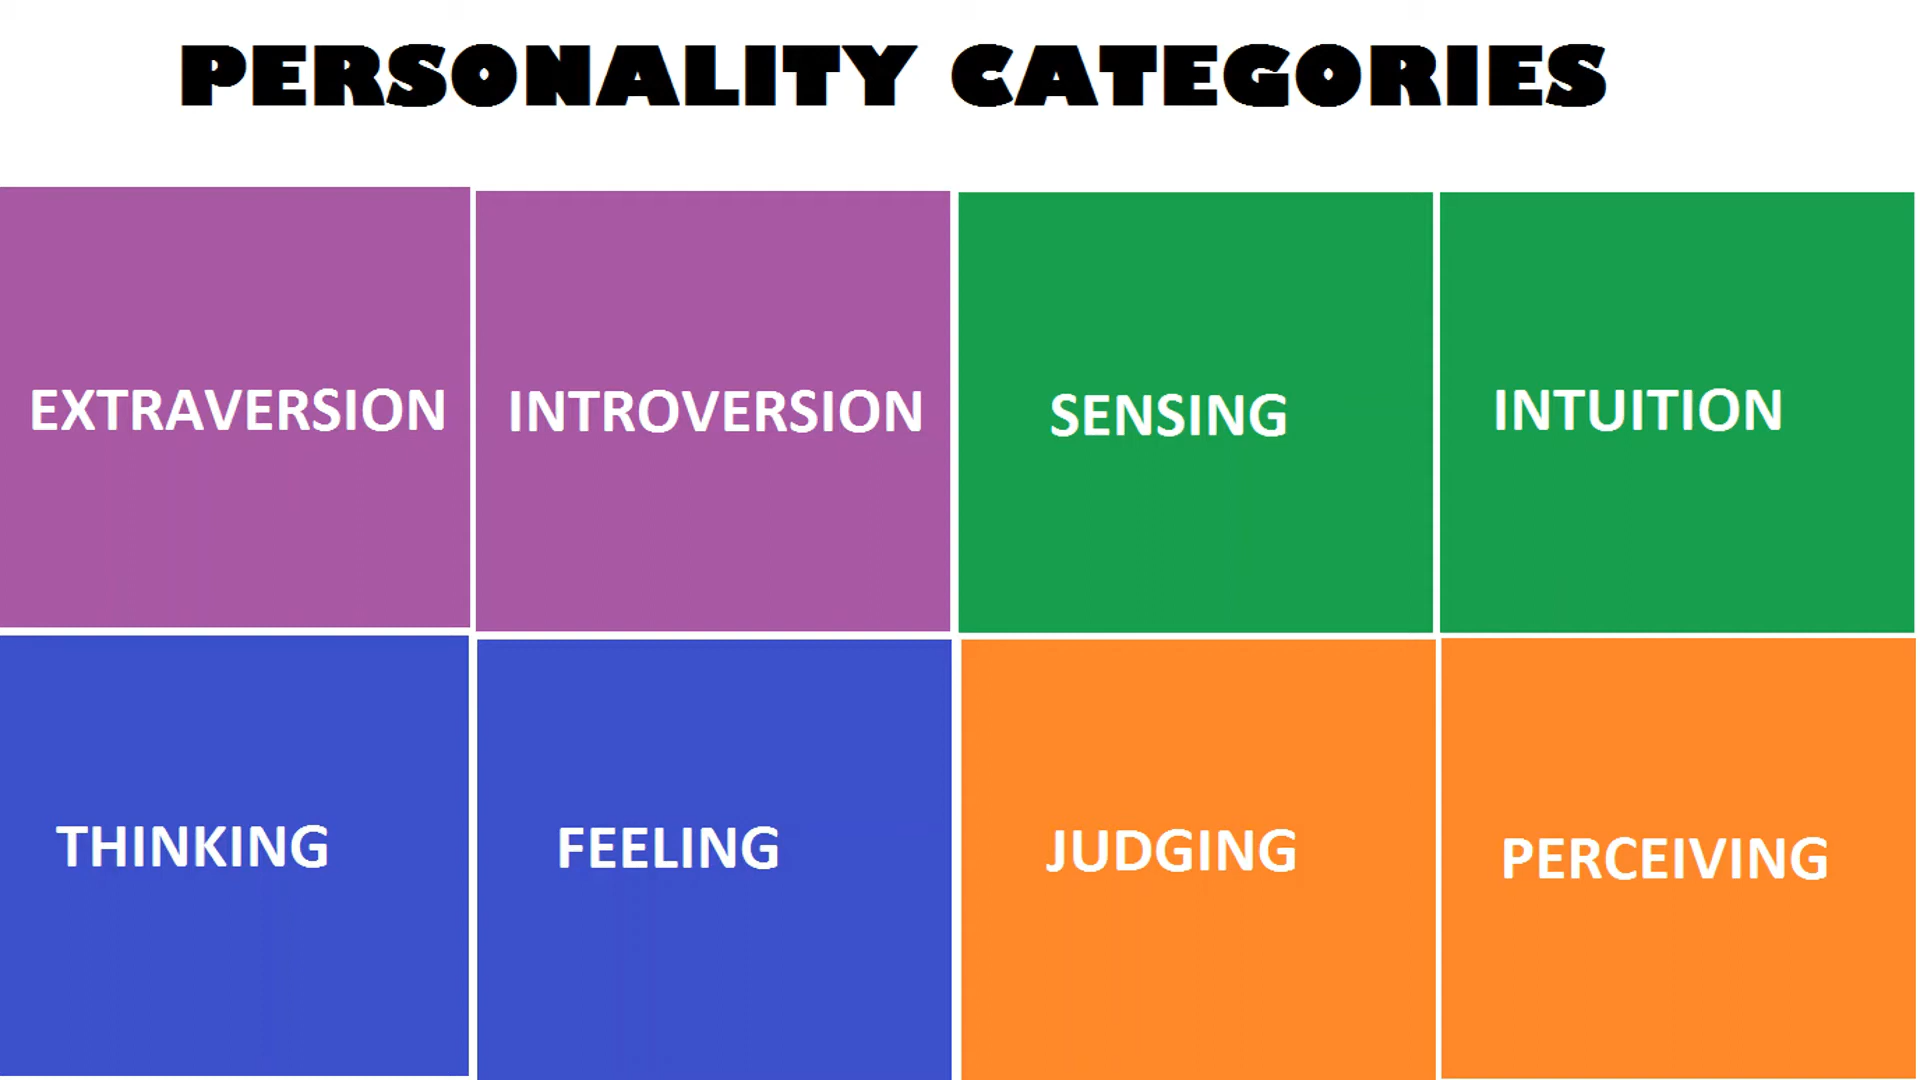 PERSONALITY CATEGORIES
EXTRAVERSION
INTROVERSION
SENSING
INTUITION
THINKING
FEELING
JUDGING
PERCEIVING